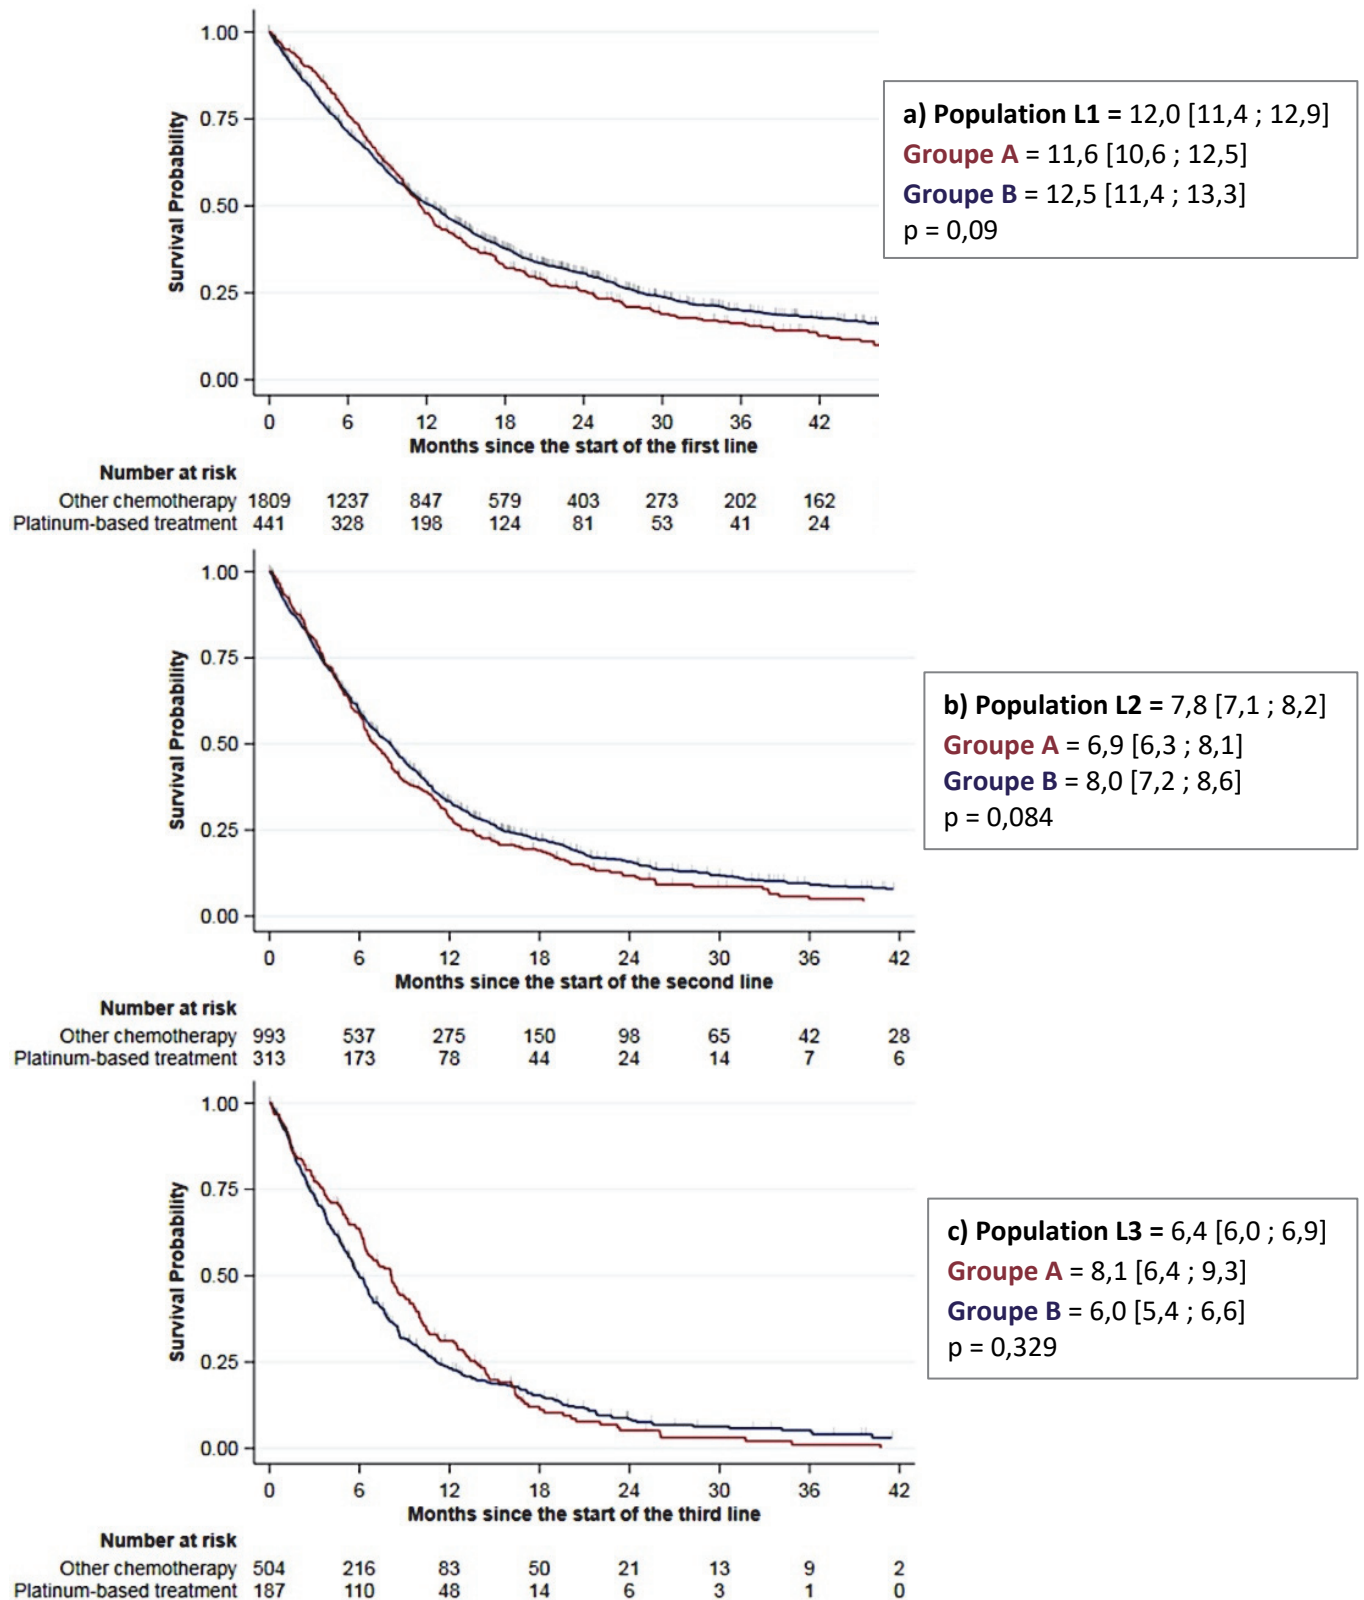 1.00
0.75
0.50
0.25
0.00
Survival Probability
0 6 12 18 24 30 36 42
Months since the start of the first line
Number at risk
Other chemotherapy 1809 1237 847 579 403 273 202 162
Platinum-based treatment 441 328 198 124 81 53 41 24
a) Population L1 = 12,0 [11,4 ; 12,9]
Groupe A = 11,6 [10,6 ; 12,5]
Groupe B = 12,5 [11,4 ; 13,3]
p = 0,09
1.00
0.75
0.50
0.25
0.00
Survival Probability
0 6 12 18 24 30 36 42
Months since the start of the second line
Number at risk
Other chemotherapy 993 537 275 150 98 65 42 28
Platinum-based treatment 313 173 78 44 24 14 7 6
b) Population L2 = 7,8 [7,1 ; 8,2]
Groupe A = 6,9 [6,3 ; 8,1]
Groupe B = 8,0 [7,2 ; 8,6]
p = 0,084
1.00
0.75
0.50
0.25
0.00
Survival Probability
0 6 12 18 24 30 36 42
Months since the start of the third line
Number at risk
Other chemotherapy 504 216 83 50 21 13 9 2
Platinum-based treatment 187 110 48 14 6 3 1 0
c) Population L3 = 6,4 [6,0 ; 6,9]
Groupe A = 8,1 [6,4 ; 9,3]
Groupe B = 6,0 [5,4 ; 6,6]
p = 0,329